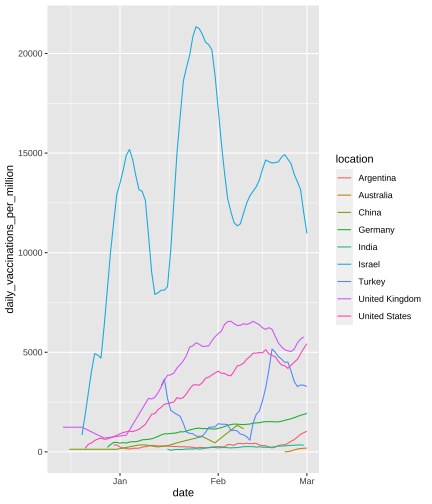 daily_vaccinations_per_million
20000
15000
10000
5000
0
Jan
Feb
Mar
date
location
Argentina
Australia
China
Germany
India
Israel
Turkey
United Kingdom
United States